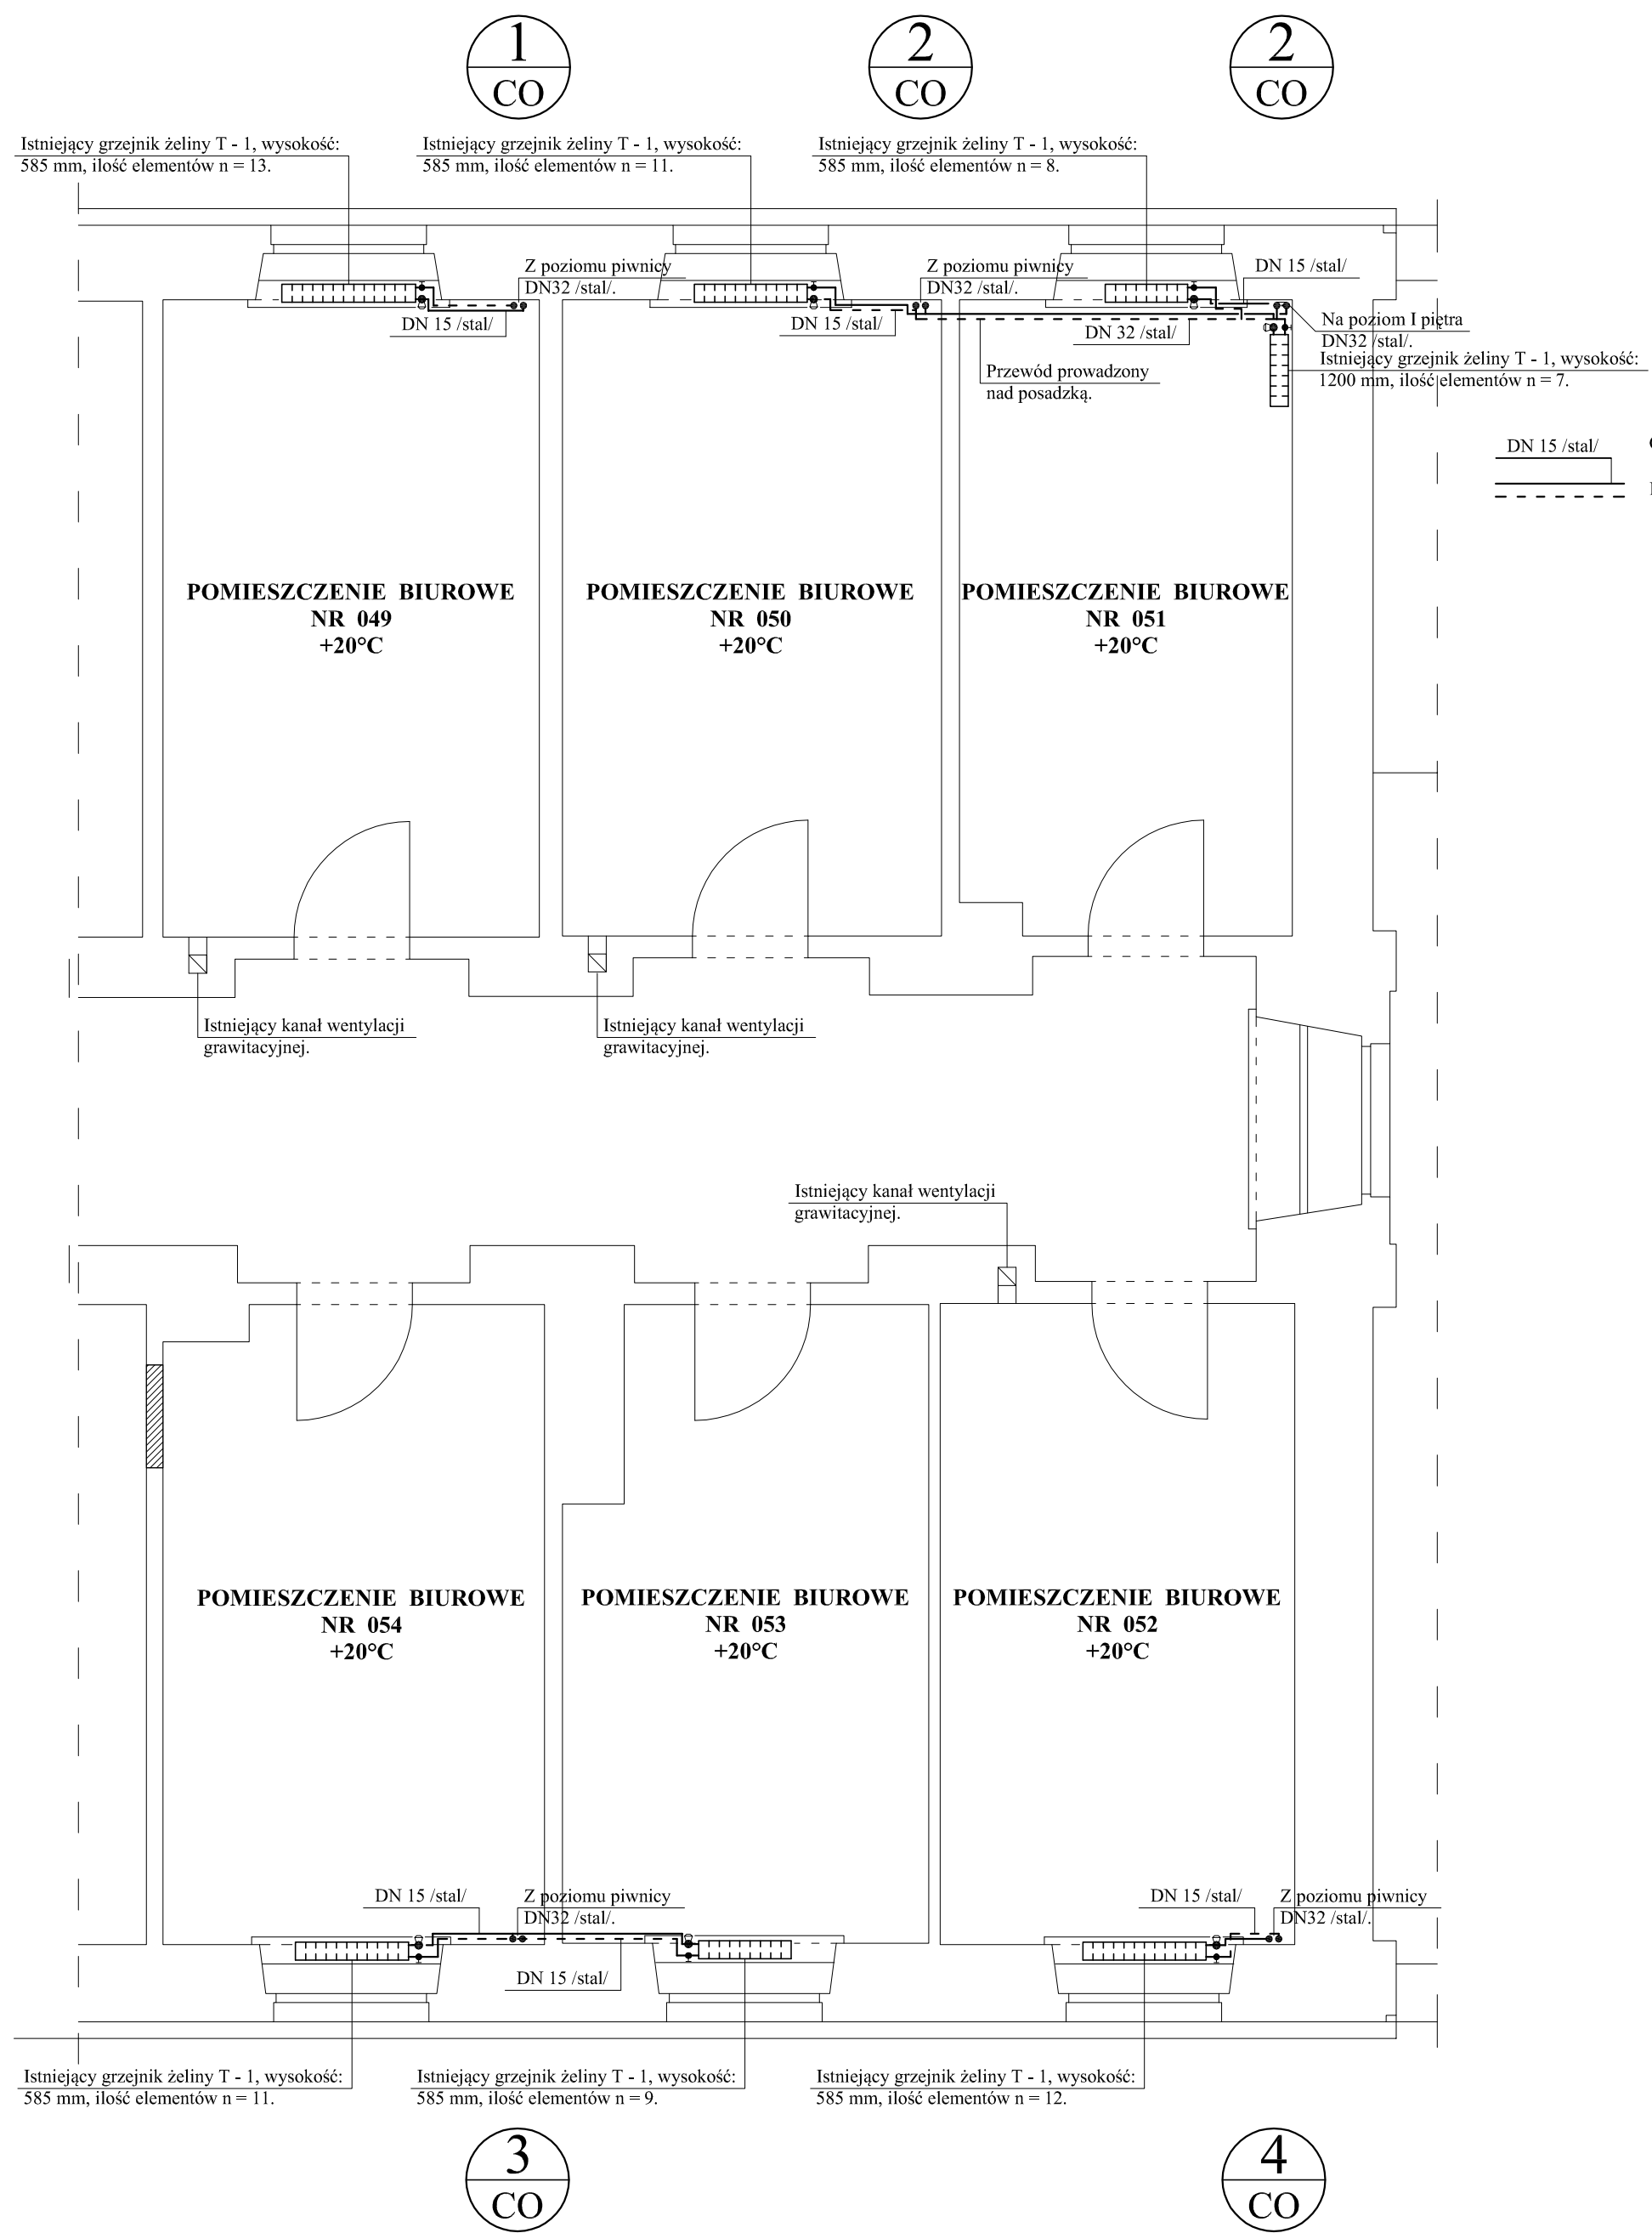 1
CO
2
CO
2
CO
Istniejący grzejnik żeliny T - 1, wysokość:
585 mm, ilość elementów n = 13.
Istniejący grzejnik żeliny T - 1, wysokość:
585 mm, ilość elementów n = 11.
Istniejący grzejnik żeliny T - 1, wysokość:
585 mm, ilość elementów n = 8.
Z poziomu piwnicy
DN32 /stal/.
DN 15 /stal/
Z poziomu piwnicy
DN32 /stal/.
DN 15 /stal/
DN 15 /stal/
DN 32 /stal/
Przewód prowadzony
nad posadzką.
Na poziom I piętra
DN32 /stal/.
Istniejący grzejnik żeliny T - 1, wysokość:
1200 mm, ilość elementów n = 7.
DN 15 /stal/
POMIESZCZENIE BIUROWE
NR 049
+20°C
POMIESZCZENIE BIUROWE
NR 050
+20°C
POMIESZCZENIE BIUROWE
NR 051
+20°C
Istniejący kanał wentylacji
grawitacyjnej.
Istniejący kanał wentylacji
grawitacyjnej.
Istniejący kanał wentylacji
grawitacyjnej.
POMIESZCZENIE BIUROWE
NR 054
+20°C
POMIESZCZENIE BIUROWE
NR 053
+20°C
POMIESZCZENIE BIUROWE
NR 052
+20°C
DN 15 /stal/
Z poziomu piwnicy
DN32 /stal/.
DN 15 /stal/
DN 15 /stal/
Z poziomu piwnicy
DN32 /stal/.
Istniejący grzejnik żeliny T - 1, wysokość:
585 mm, ilość elementów n = 11.
Istniejący grzejnik żeliny T - 1, wysokość:
585 mm, ilość elementów n = 9.
Istniejący grzejnik żeliny T - 1, wysokość:
585 mm, ilość elementów n = 12.
3
CO
4
CO